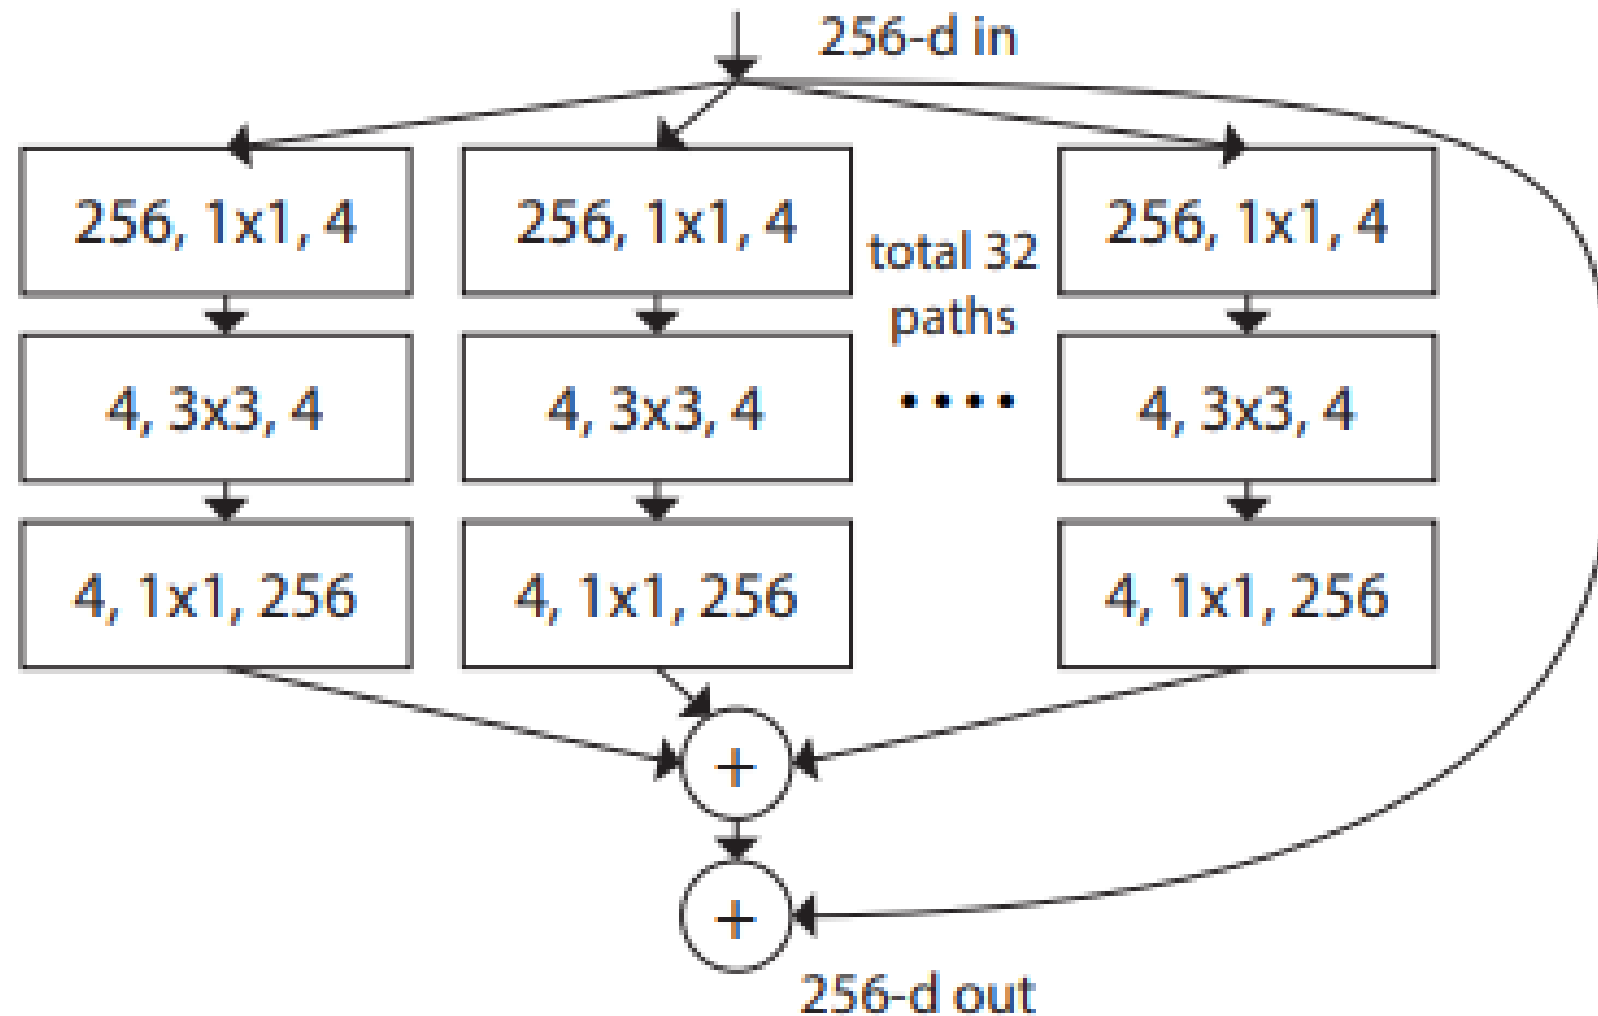 256-d in
256, 1x1, 4
256, 1x1, 4
total 32
paths
256, 1x1, 4
4, 3x3, 4
4, 3x3, 4
....
4, 3x3, 4
4, 1x1, 256
4, 1x1, 256
4, 1x1, 256
+
+
256-d out